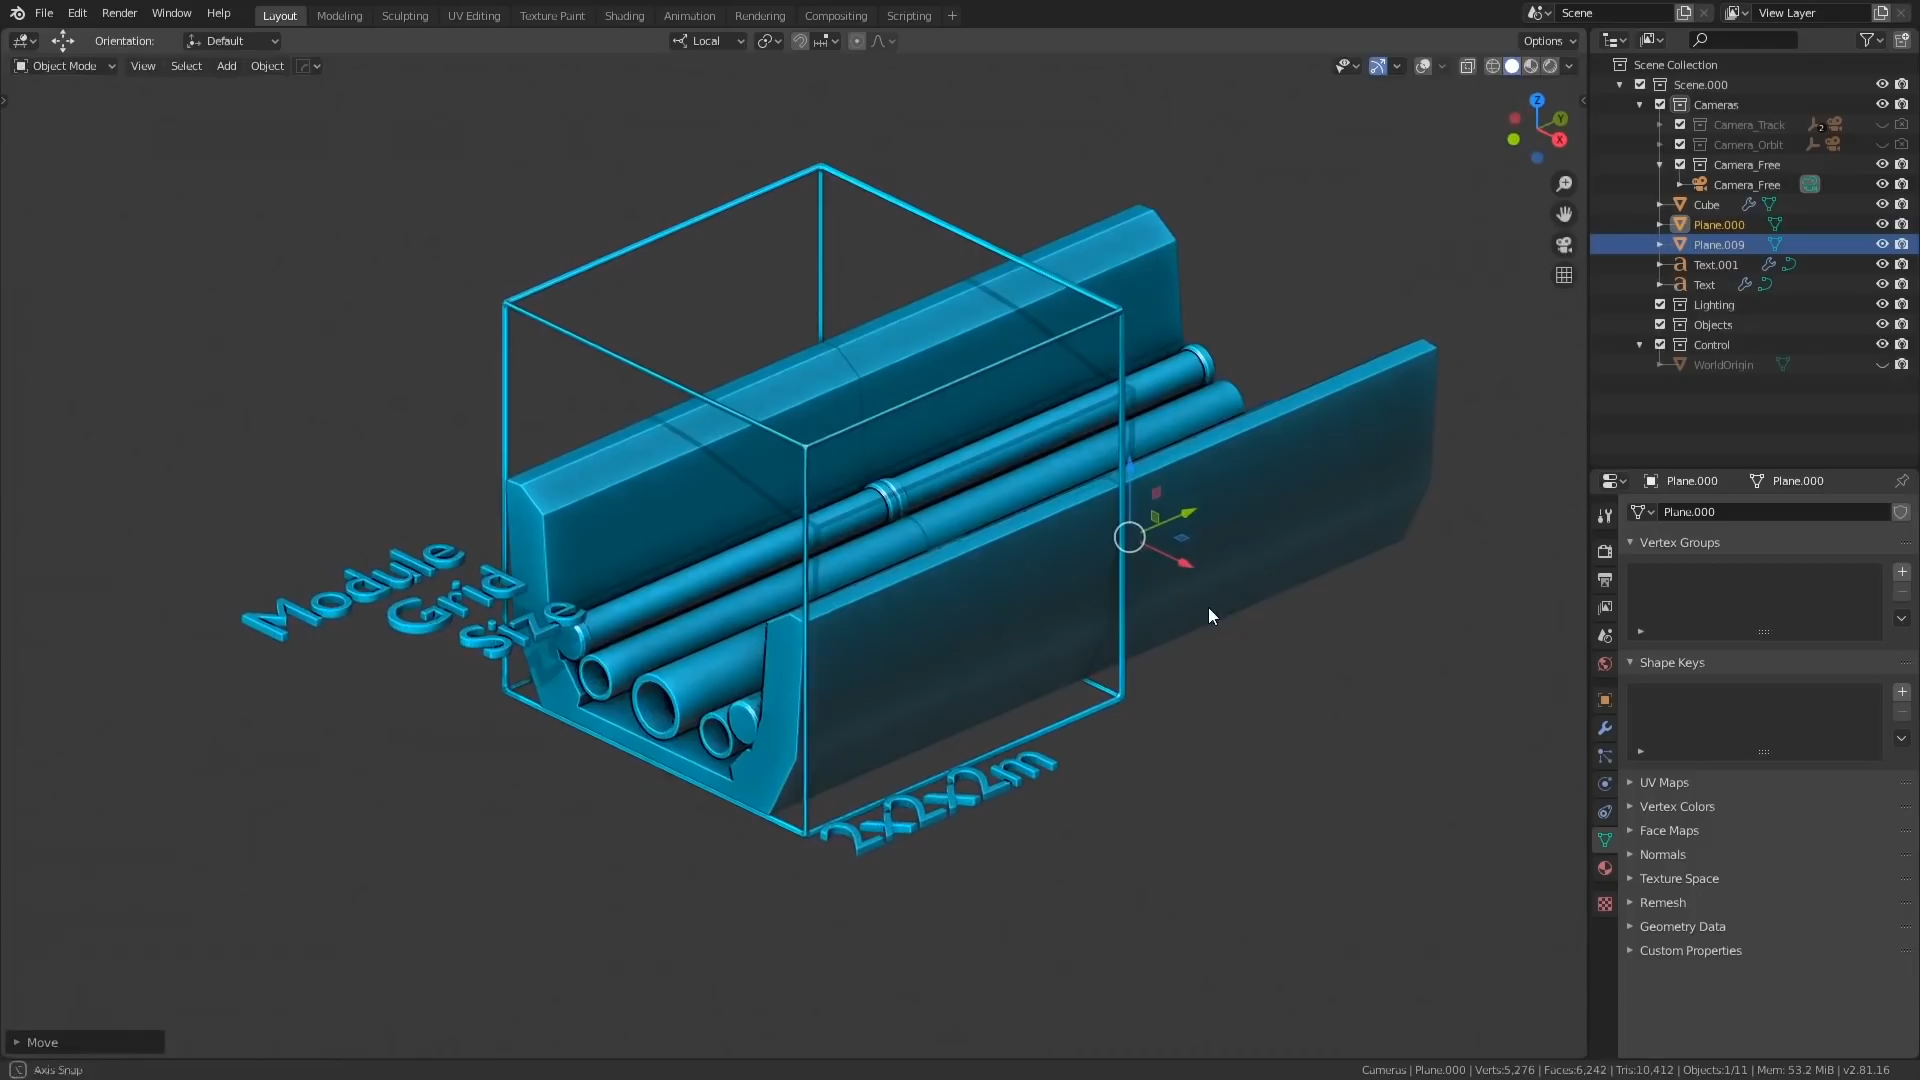 File Edit Render Window Help Layout Modeling Sculpting UV Editing Texture Paint Shading Animation Rendering Compositing Scripting + Scene View Layer
Orientation: Default Local Options
Object Mode View Select Add Object
Z
Y
X
Module
Grid
Size
2x2x2m
Move
Scene Collection
Scene.000
Cameras
Camera_Track 2
Camera_Orbit
Camera_Free
Camera_Free
Cube
Plane.000
Plane.009
Text.001
Text
Lighting
Objects
Control
WorldOrigin
Plane.000 Plane.000
Plane.000
Vertex Groups
Shape Keys
UV Maps
Vertex Colors
Face Maps
Normals
Texture Space
Remesh
Geometry Data
Custom Properties
Axis Snap
Cameras | Plane.000 | Verts:5,276 | Faces:6,242 | Tris:10,412 | Objects:1/11 | Mem: 53.2 MiB | v2.81.16